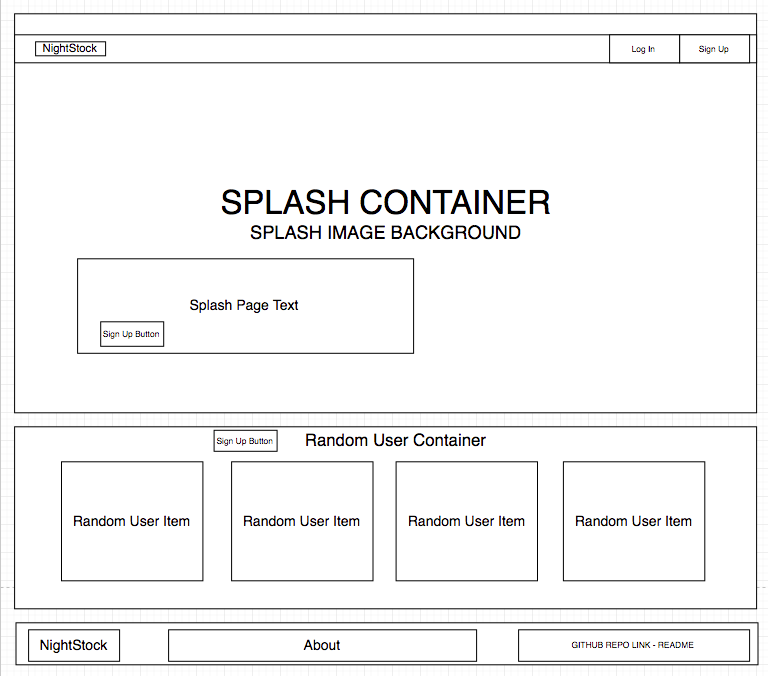 NightStock
Log In
Sign Up
SPLASH CONTAINER
SPLASH IMAGE BACKGROUND
Splash Page Text
Sign Up Button
Sign Up Button
Random User Container
Random User Item
Random User Item
Random User Item
Random User Item
NightStock
About
GITHUB REPO LINK - README